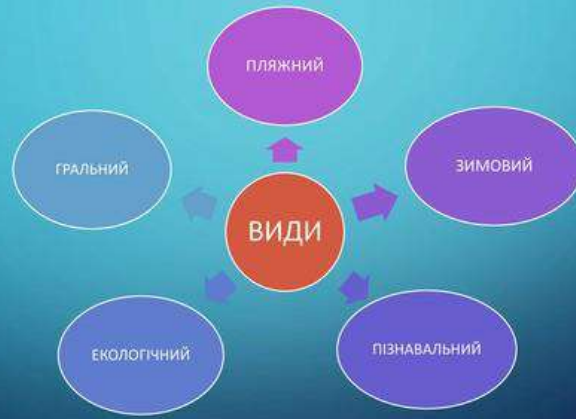 ПЛЯЖНИЙ
ГРАЛЬНИЙ
ЗИМОВИЙ
ВИДИ
ЕКОЛОГІЧНИЙ
ПІЗНАВАЛЬНИЙ